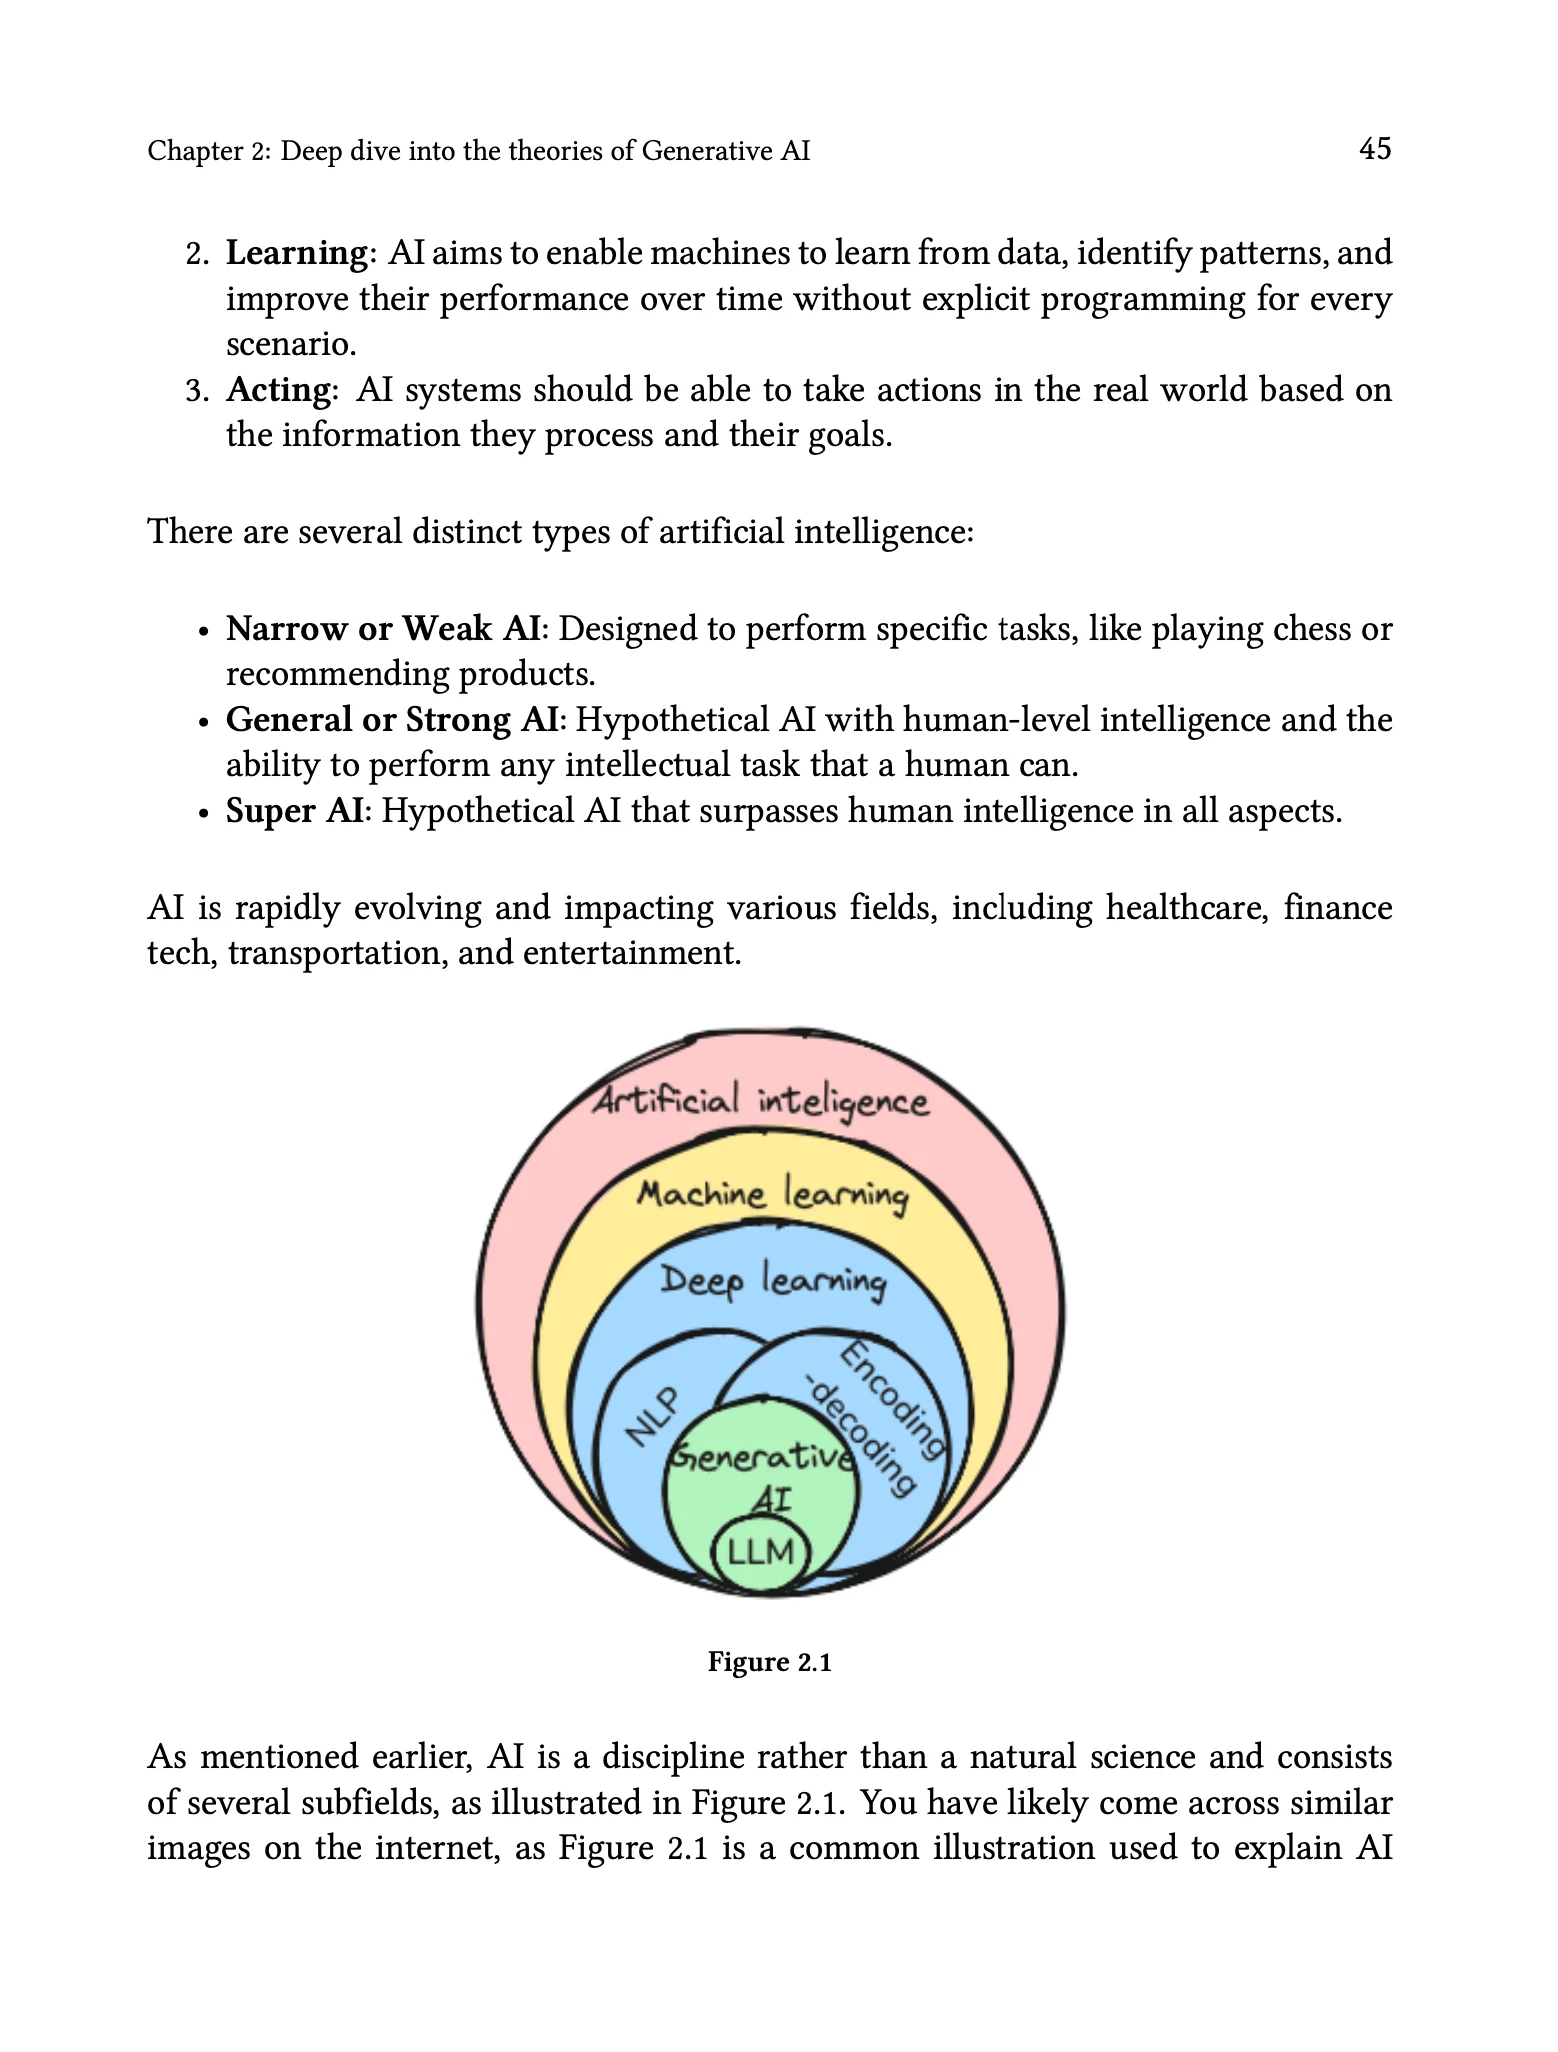 Chapter 2: Deep dive into the theories of Generative AI 45
2. Learning: AI aims to enable machines to learn from data, identify patterns, and
improve their performance over time without explicit programming for every
scenario.
3. Acting: AI systems should be able to take actions in the real world based on
the information they process and their goals.
There are several distinct types of artificial intelligence:
• Narrow or Weak AI: Designed to perform specific tasks, like playing chess or
recommending products.
• General or Strong AI: Hypothetical AI with human-level intelligence and the
ability to perform any intellectual task that a human can.
• Super AI: Hypothetical AI that surpasses human intelligence in all aspects.
AI is rapidly evolving and impacting various fields, including healthcare, finance
tech, transportation, and entertainment.
Artificial inteligence
Machine learning
Deep learning
NLP
Encoding
-decoding
Generative
AI
LLM
Figure 2.1
As mentioned earlier, AI is a discipline rather than a natural science and consists
of several subfields, as illustrated in Figure 2.1. You have likely come across similar
images on the internet, as Figure 2.1 is a common illustration used to explain AI